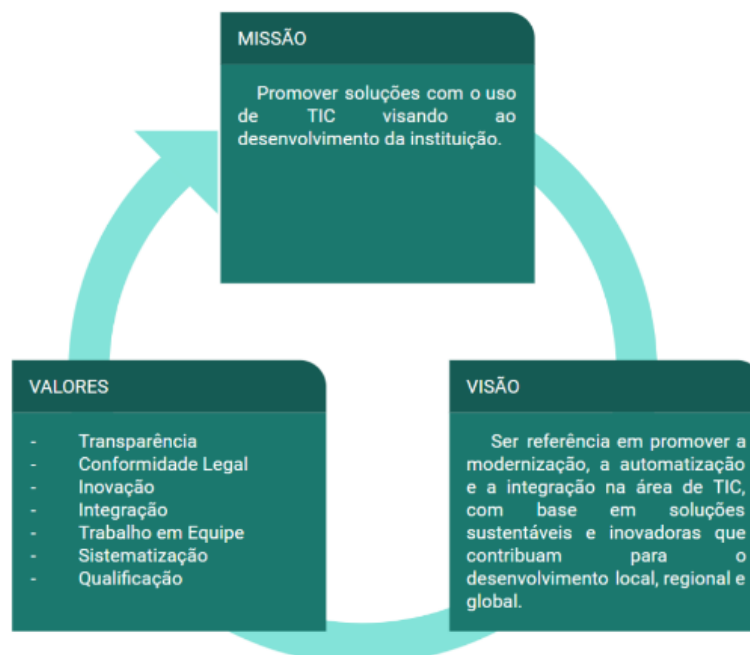 MISSÃO
Promover soluções com o uso
de TIC visando ao
desenvolvimento da instituição.
VALORES
- Transparência
- Conformidade Legal
- Inovação
- Integração
- Trabalho em Equipe
- Sistematização
- Qualificação
VISÃO
Ser referência em promover a
modernização, a automatização
e a integração na área de TIC,
com base em soluções
sustentáveis e inovadoras que
contribuam para o
desenvolvimento local, regional e
global.